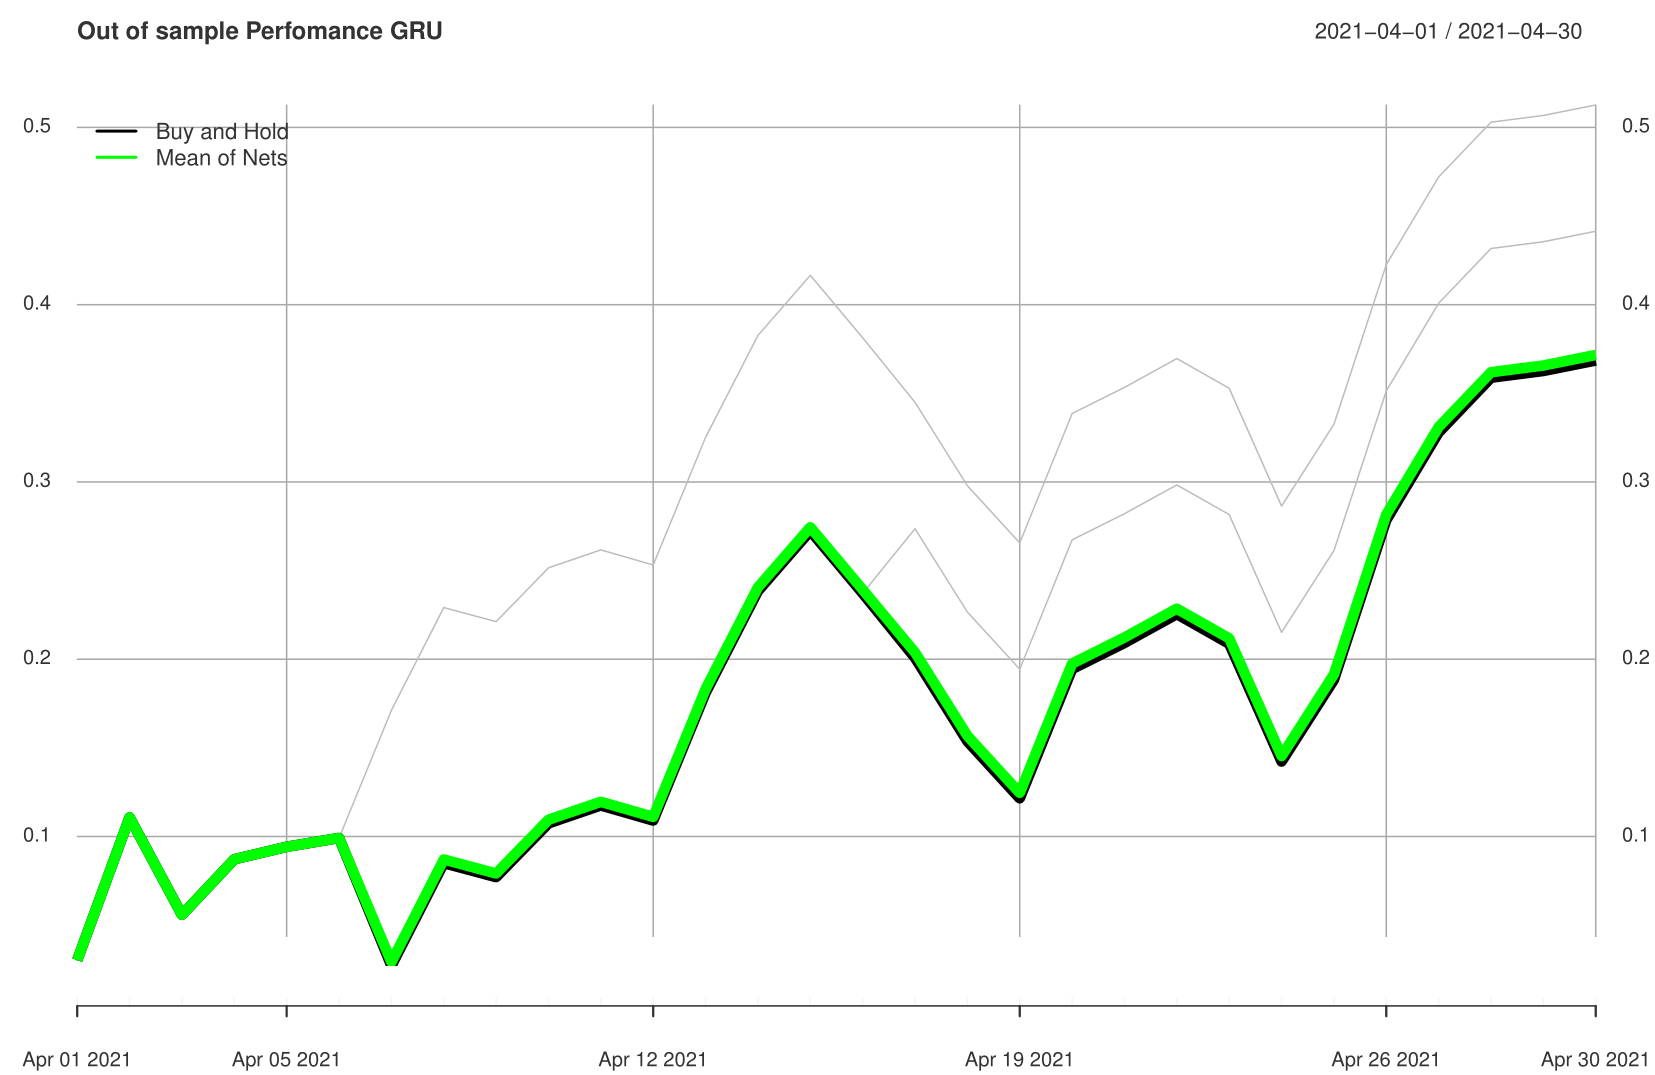 Out of sample Perfomance GRU
2021−04−01 / 2021−04−30
Buy and Hold
Mean of Nets
0.5
0.4
0.3
0.2
0.1
0.5
0.4
0.3
0.2
0.1
Apr 01 2021
Apr 05 2021
Apr 12 2021
Apr 19 2021
Apr 26 2021
Apr 30 2021